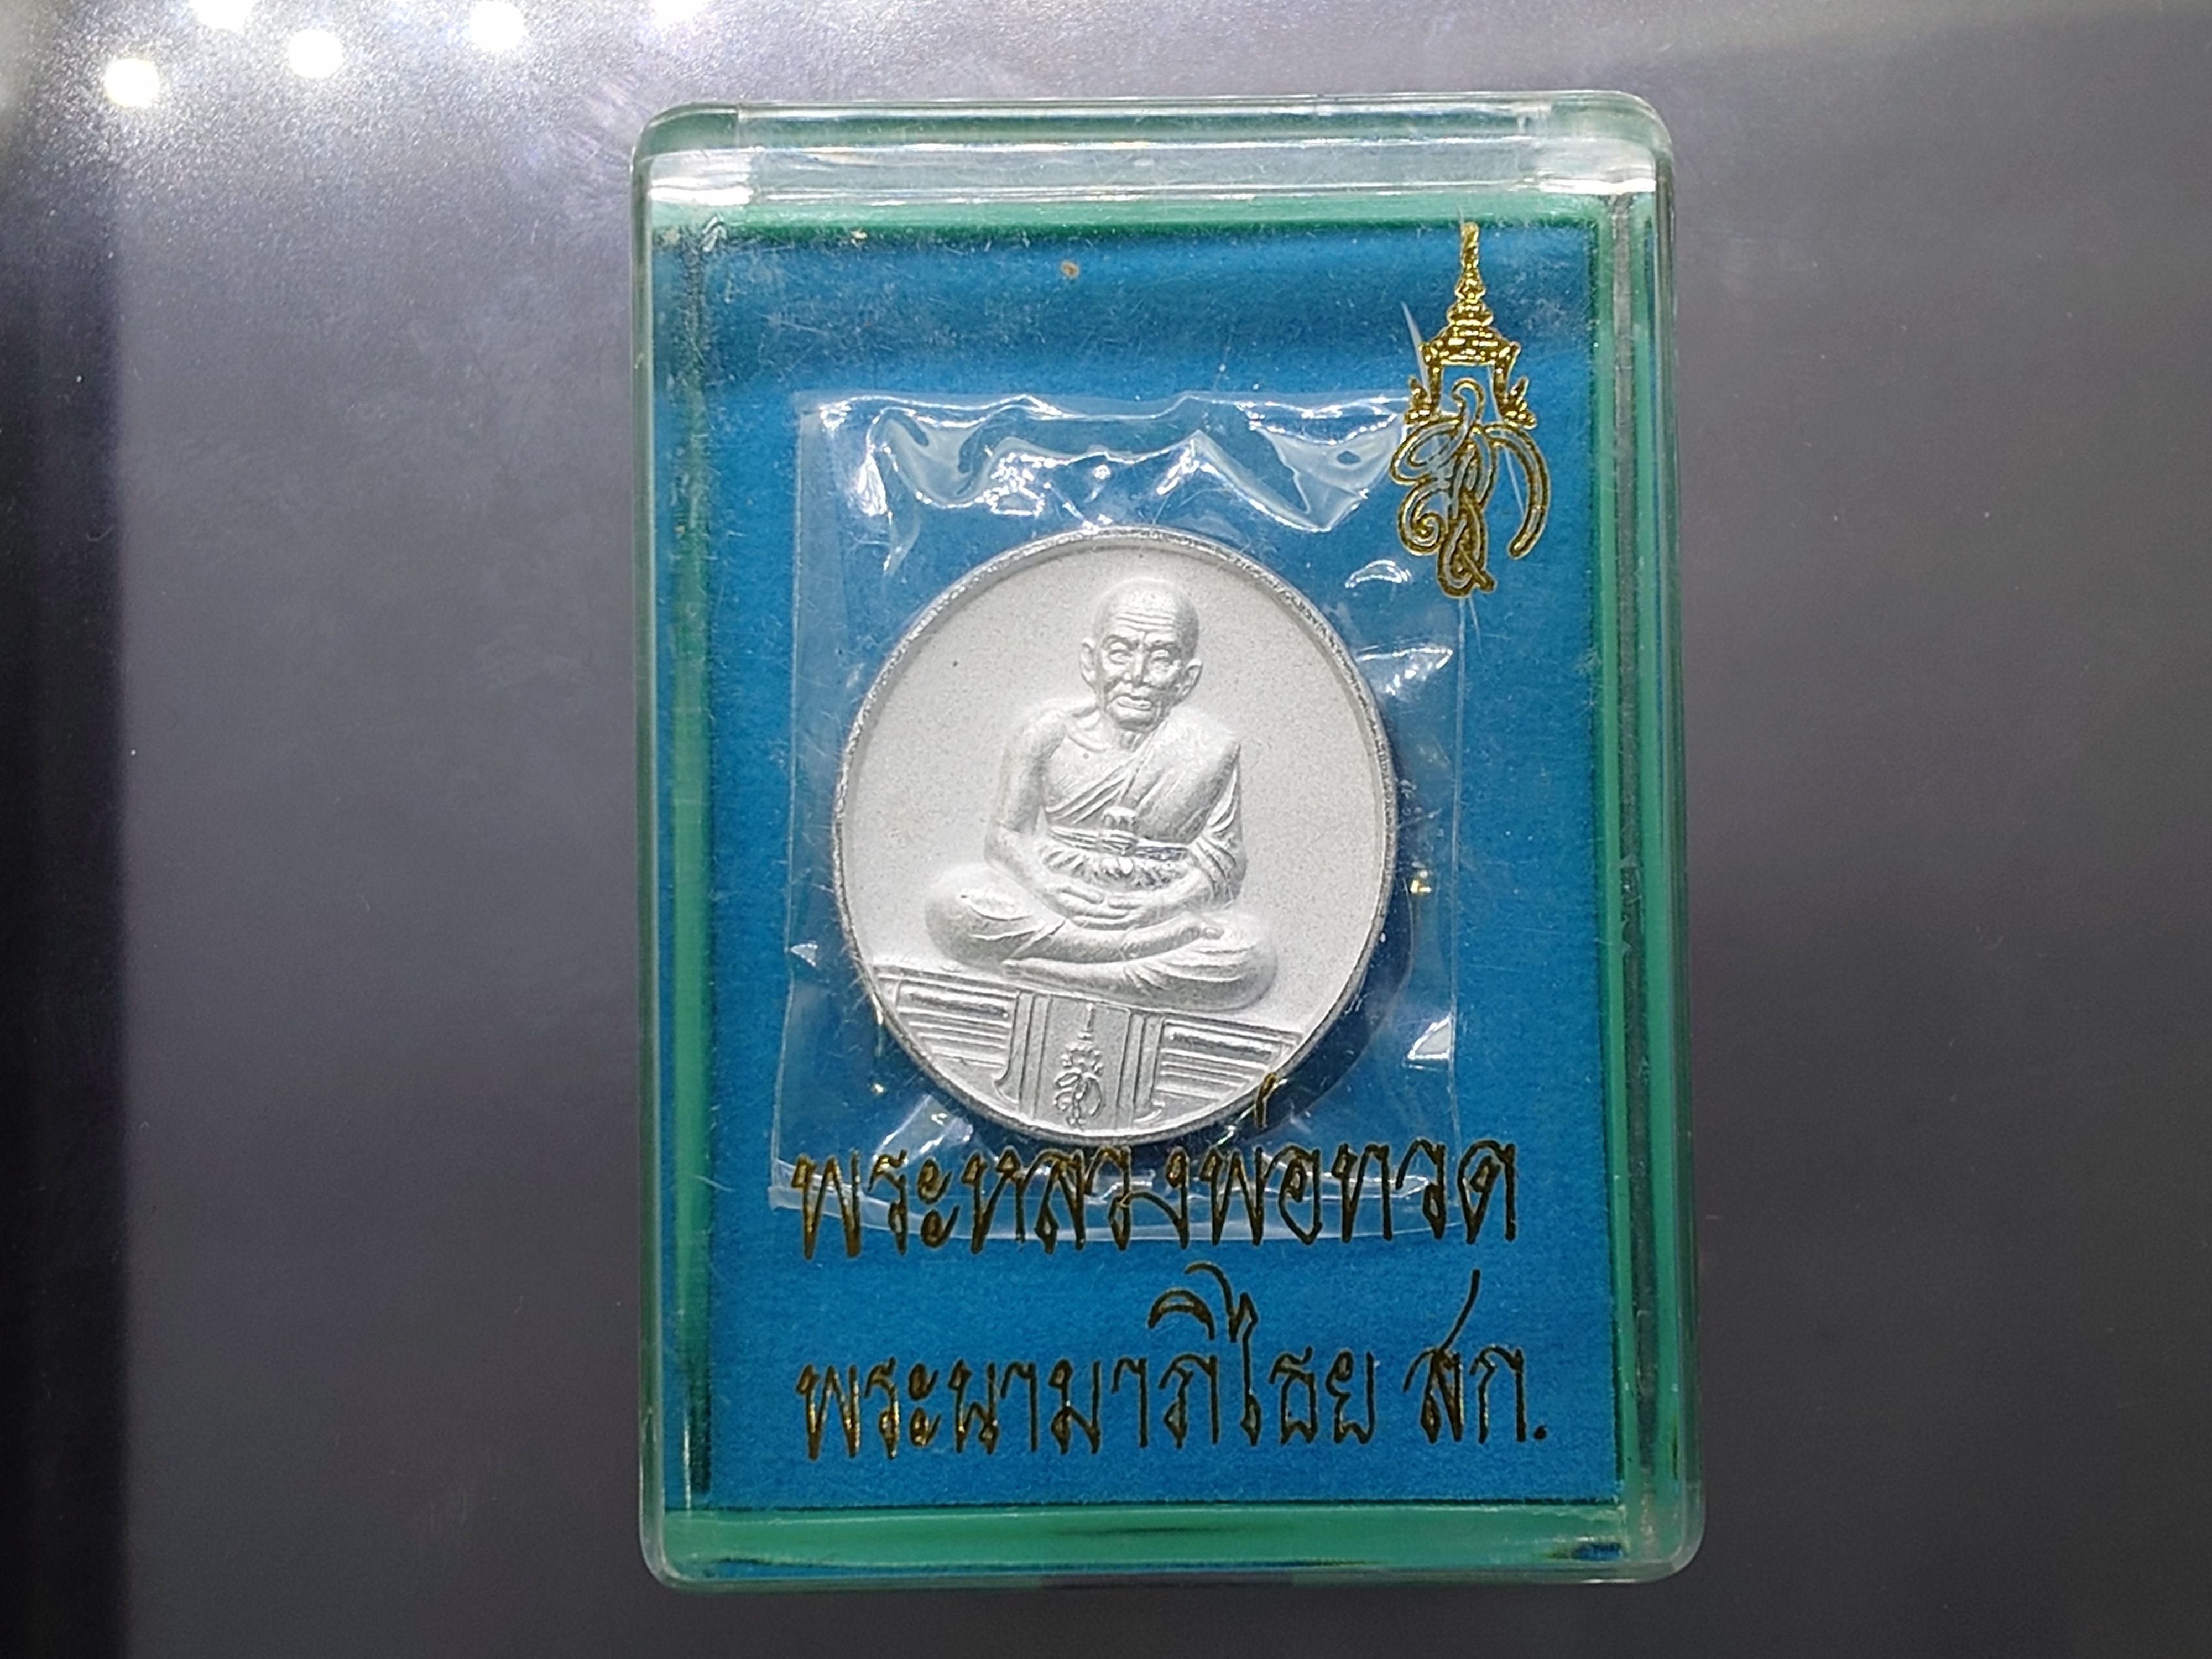 พระหลวงพ่อทวด
พระนามาภิไธย สก.